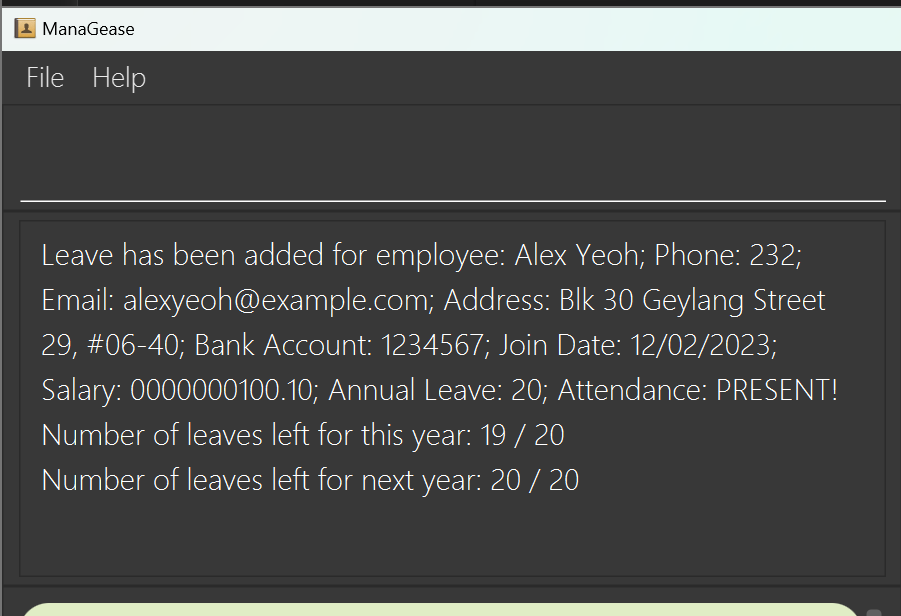 ManaGease
File Help
Leave has been added for employee: Alex Yeoh; Phone: 232;
Email: alexyeoh@example.com; Address: Blk 30 Geylang Street
29, #06-40; Bank Account: 1234567; Join Date: 12/02/2023;
Salary: 0000000100.10; Annual Leave: 20; Attendance: PRESENT!
Number of leaves left for this year: 19 / 20
Number of leaves left for next year: 20 / 20